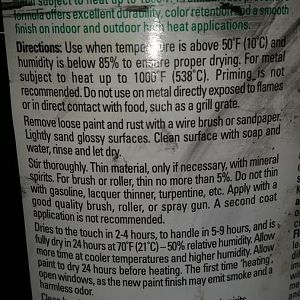 subject to heat up to
formula offers excellent durability, color retention and a smooth
finish on indoor and outdoor high heat applications.
Directions: Use when temperature is above 50°F (10°C) and
humidity is below 85% to ensure proper drying. For metal
subject to heat up to 1000°F (538°C). Priming is not
recommended. Do not use on metal directly exposed to flames
or in direct contact with food, such as a grill grate.
Remove loose paint and rust with a wire brush or sandpaper.
Lightly sand glossy surfaces. Clean surface with soap and
water, rinse and let dry.
Stir thoroughly. Thin material, only if necessary, with mineral
spirits. For brush or roller, thin no more than 5%. Do not thin
with gasoline, lacquer thinner, turpentine, etc. Apply with a
good quality brush, roller, or spray gun. A second coat
application is not recommended.
Dries to the touch in 2-4 hours, to handle in 5-9 hours, and is
fully dry in 24 hours at 70°F (21°C)–50% relative humidity. Allow
more time at cooler temperatures and higher humidity. Allow
paint to dry 24 hours before heating. The first time 'heating',
open windows, as the new paint finish may emit smoke and a
harmless odor.